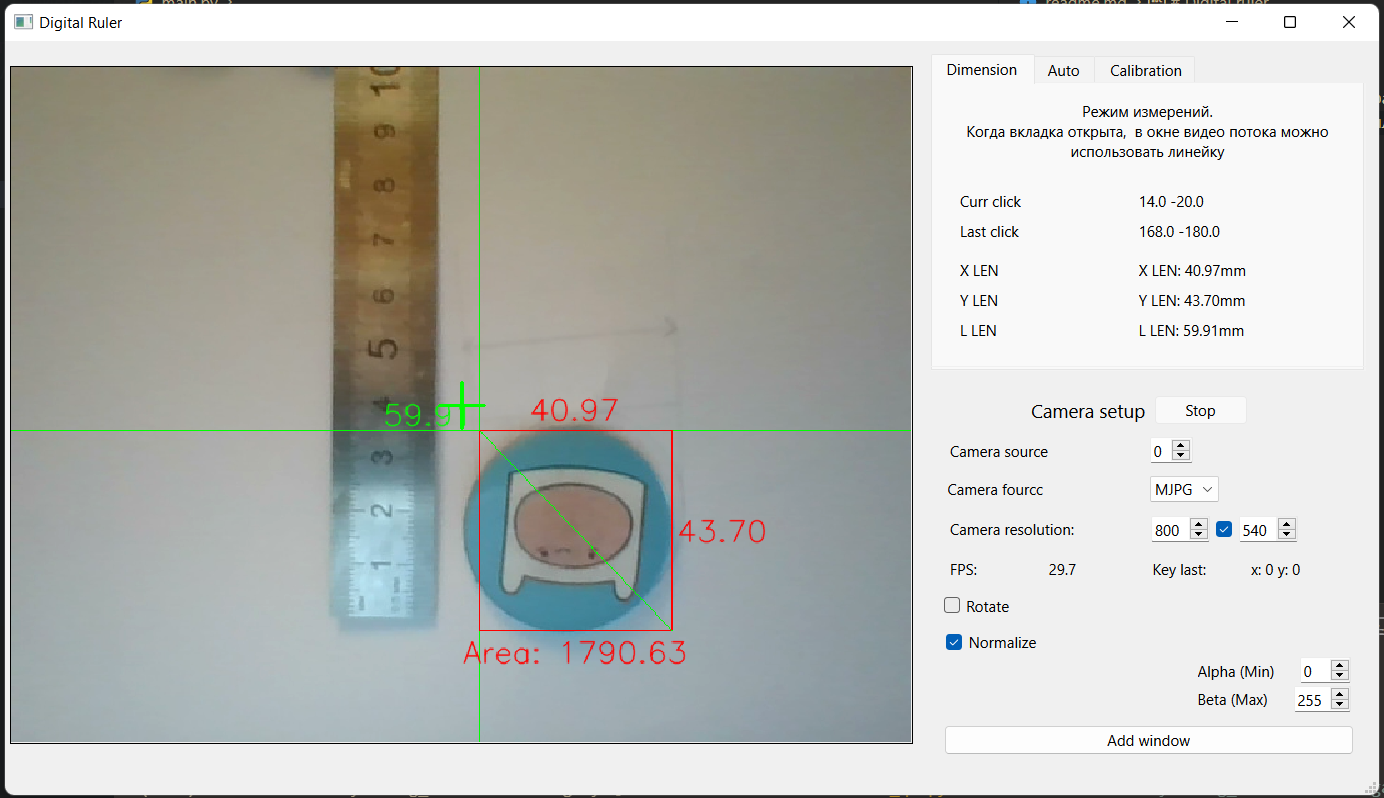 Digital Ruler
10
9
8
7
6
5
4
3
2
1
59.9
40.97
43.70
Area: 1790.63
Dimension
Auto
Calibration
Режим измерений.
Когда вкладка открыта, в окне видео потока можно
использовать линейку
Curr click
14.0 -20.0
Last click
168.0 -180.0
X LEN
X LEN: 40.97mm
Y LEN
Y LEN: 43.70mm
L LEN
L LEN: 59.91mm
Camera setup
Stop
Camera source
0
Camera fourcc
MJPG
Camera resolution:
800
540
FPS:
29.7
Key last:
x: 0 y: 0
Rotate
Normalize
Alpha (Min)
0
Beta (Max)
255
Add window